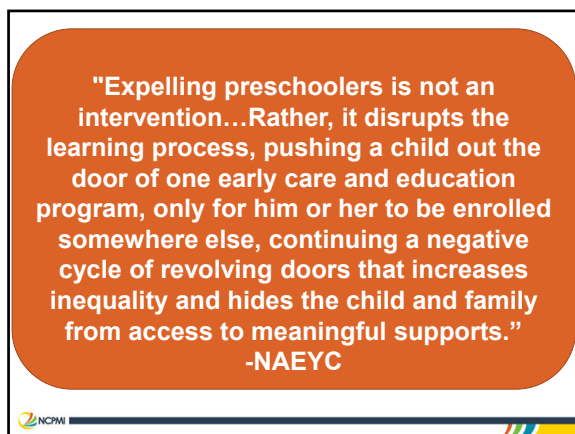 "Expelling preschoolers is not an
intervention…Rather, it disrupts the
learning process, pushing a child out the
door of one early care and education
program, only for him or her to be enrolled
somewhere else, continuing a negative
cycle of revolving doors that increases
inequality and hides the child and family
from access to meaningful supports.”
-NAEYC
NCPMI